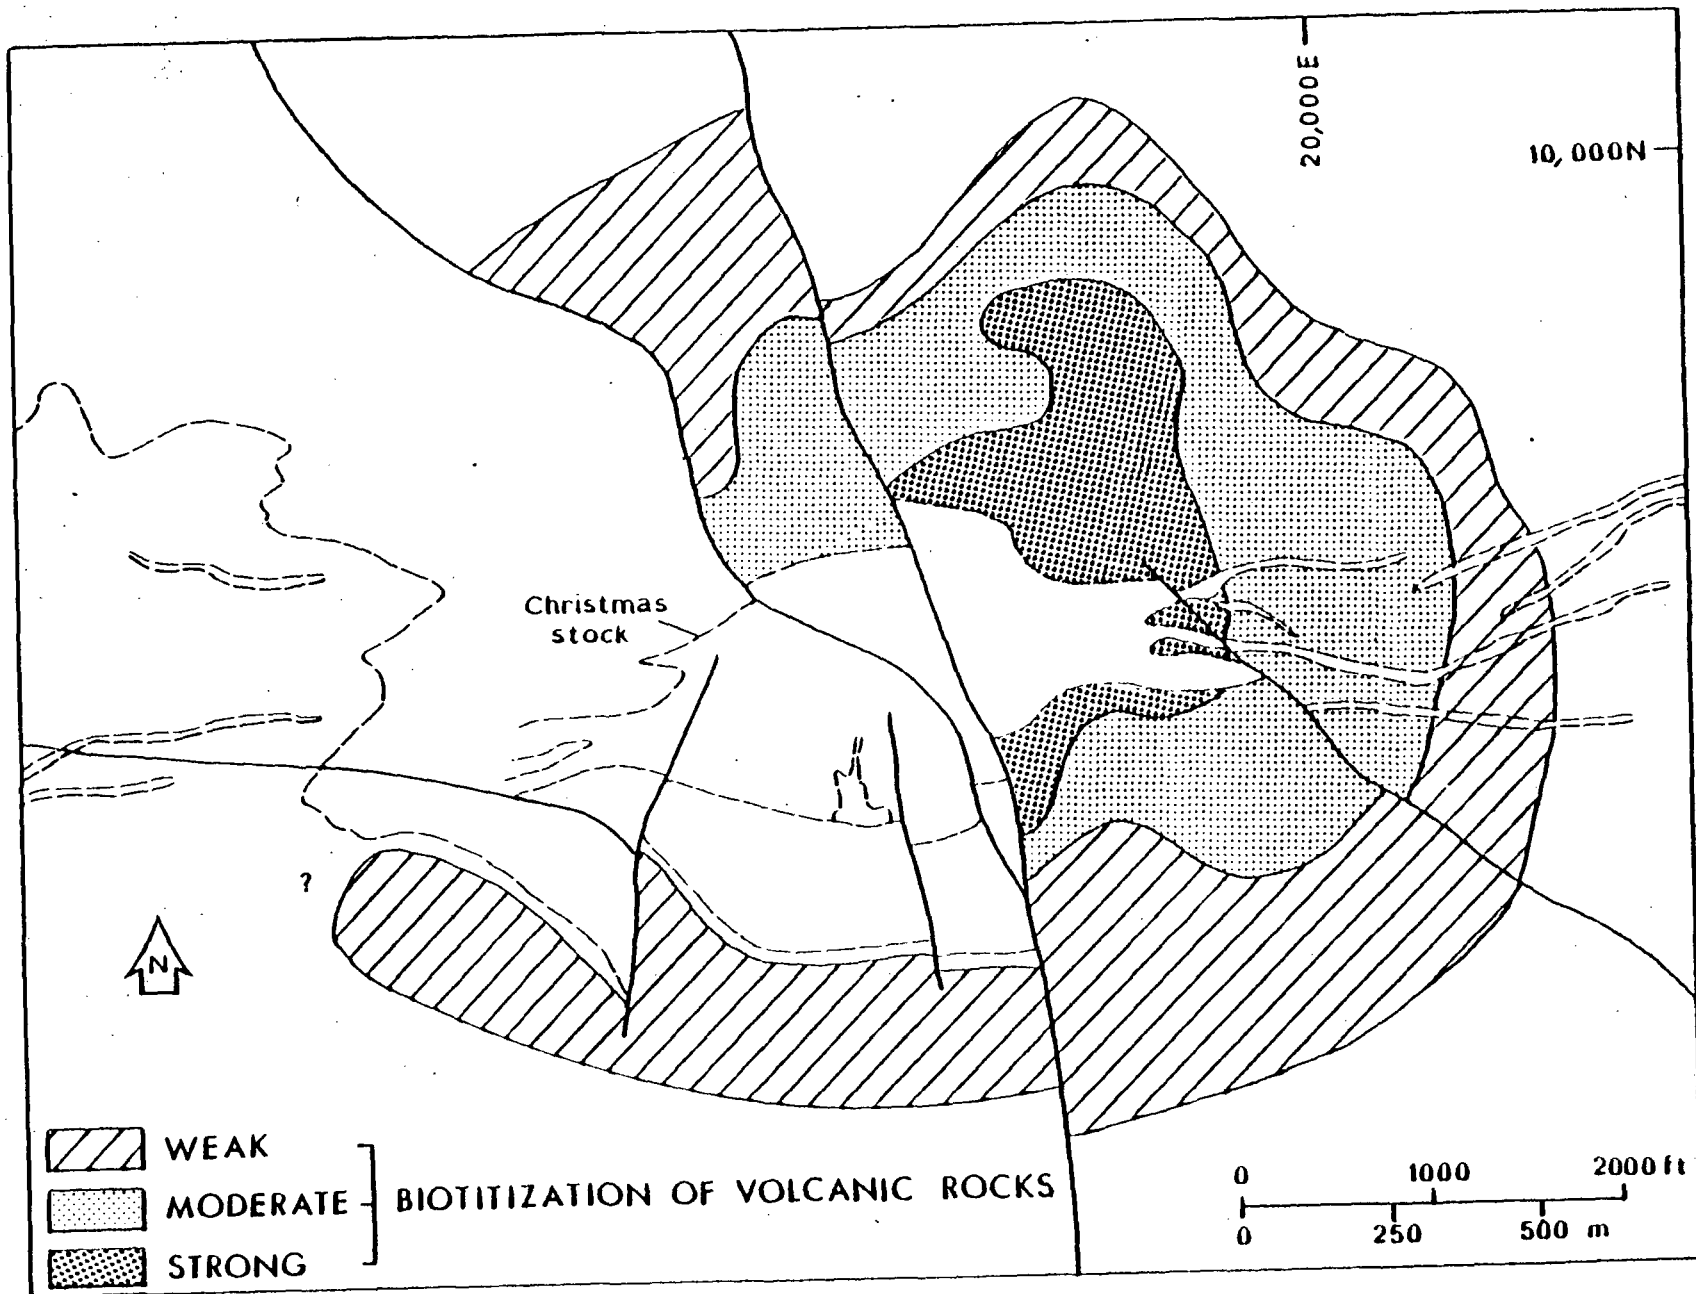 20,000E
10,000N
Christmas
stock
?
N
WEAK
MODERATE
STRONG
BIOTITIZATION OF VOLCANIC ROCKS
0 1000 2000 ft
0 250 500 m